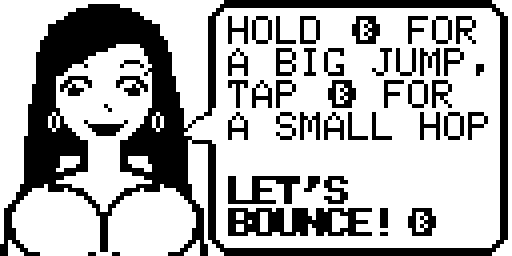 HOLD B FOR
A BIG JUMP,
TAP B FOR
A SMALL HOP
LET'S
BOUNCE! B